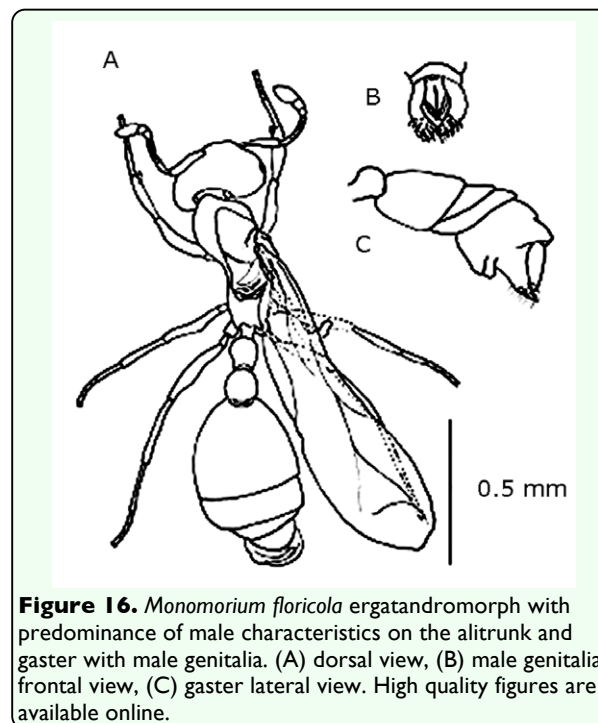 A
B
C
0.5 mm
Figure 16. Monomorium floricola ergatandromorph with
predominance of male characteristics on the alitrunk and
gaster with male genitalia. (A) dorsal view, (B) male genitalia
frontal view, (C) gaster lateral view. High quality figures are
available online.